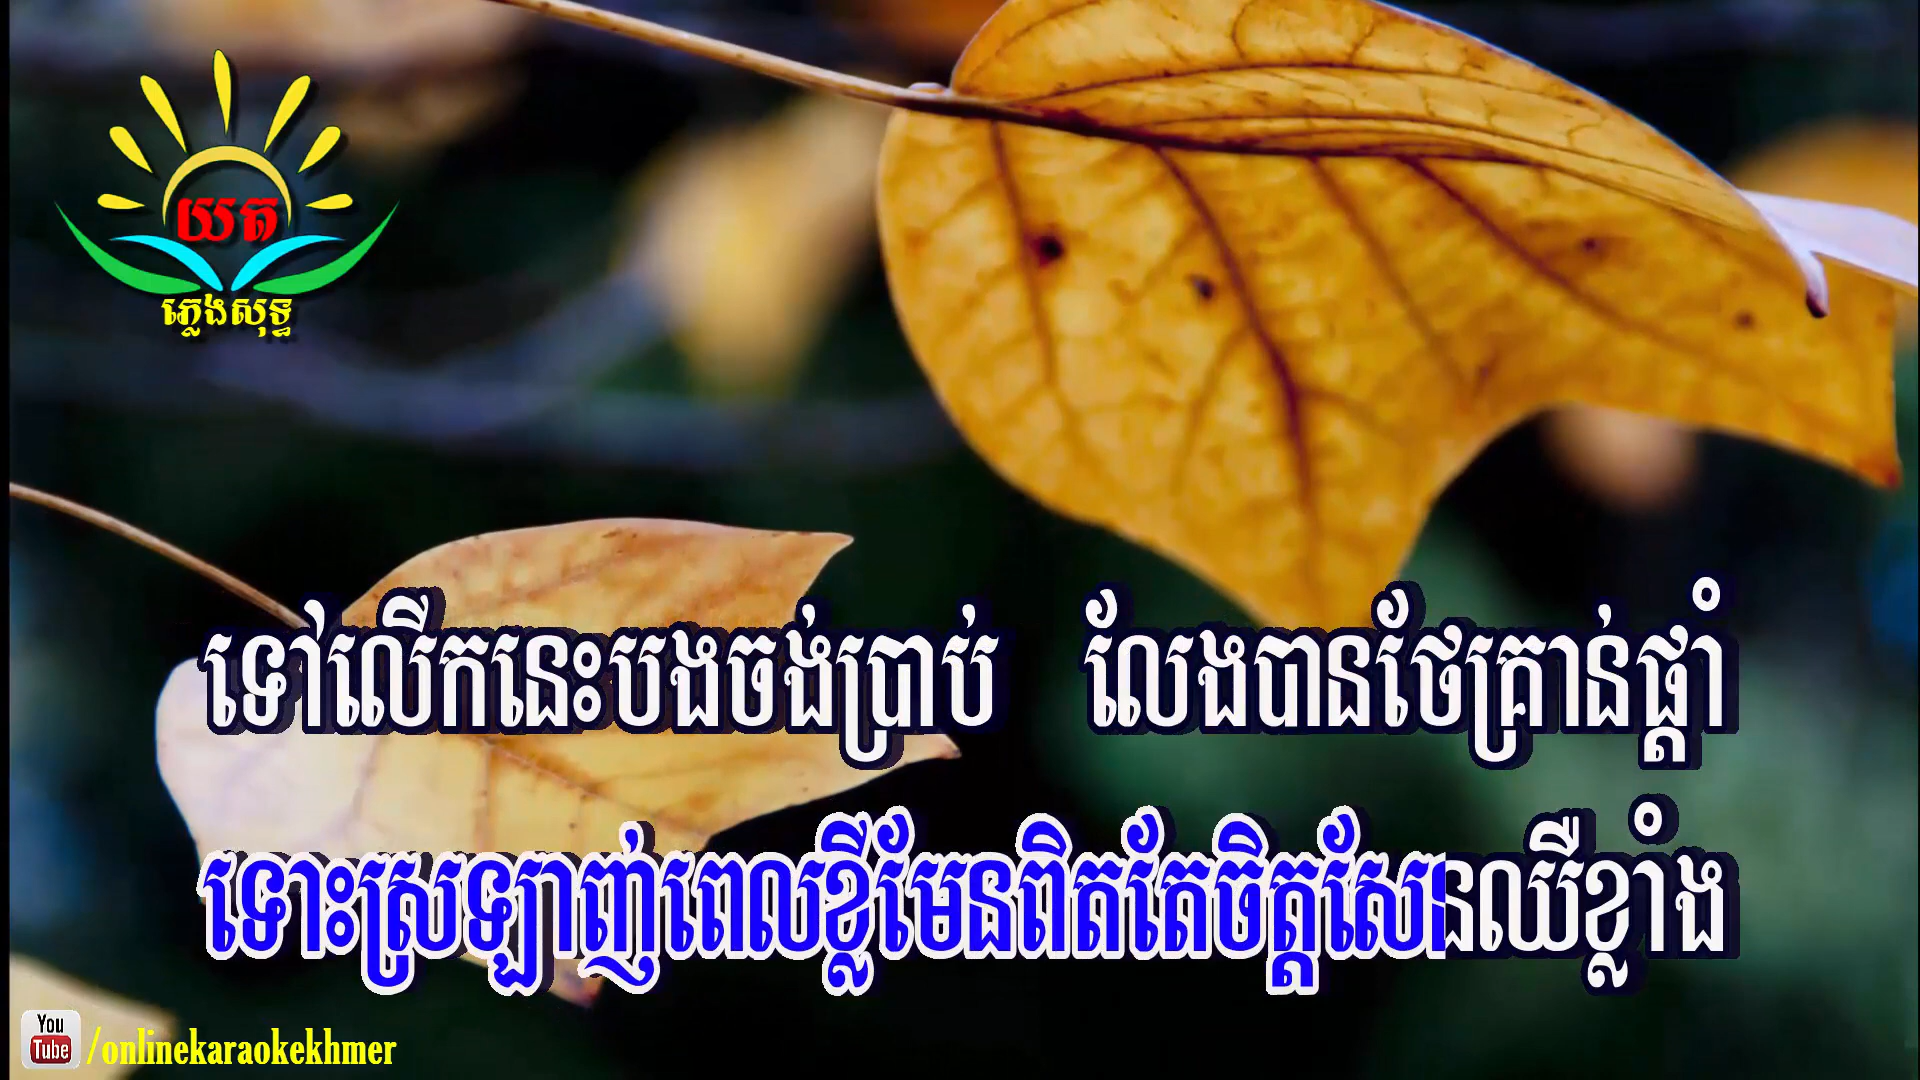 យត
ភ្លេងសុទ្ធ
ទៅលើកនេះបងចង់ប្រាប់ លែងបានថែគ្រាន់ផ្តាំ
ទោះស្រឡាញ់ពេលខ្លីមែនពិតតែចិត្តសែនឈឺខ្លាំង
You
Tube /onlinekaraokekhmer